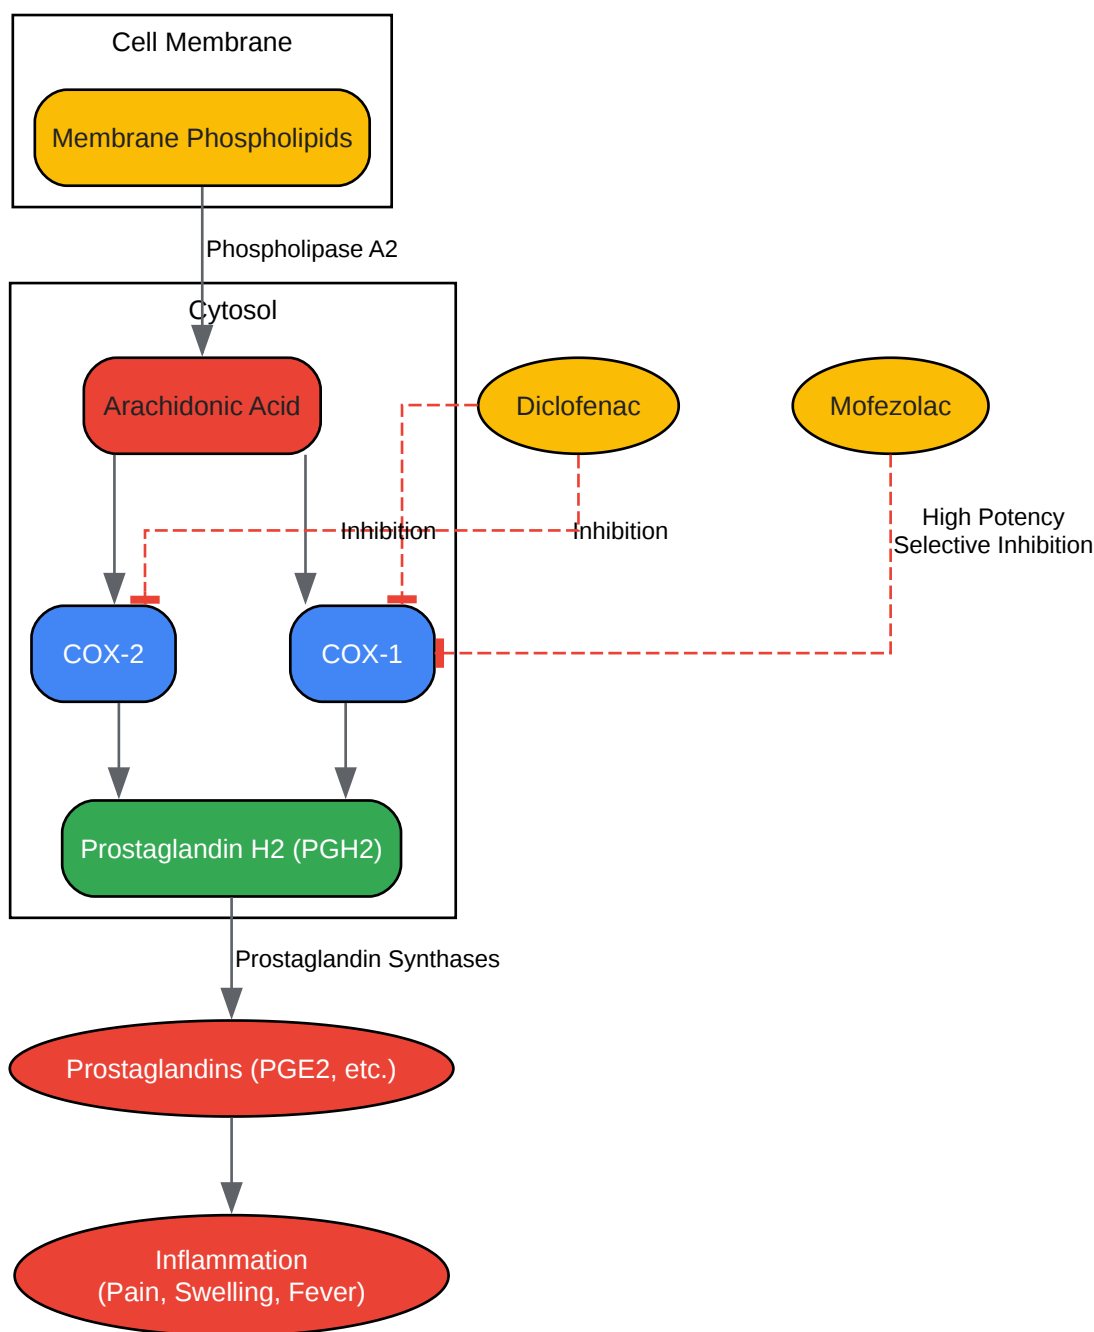 Cell Membrane
Membrane Phospholipids
Phospholipase A2
Cytosol
Arachidonic Acid
Diclofenac
Mofezolac
Inhibition
Inhibition
High Potency
Selective Inhibition
COX-2
COX-1
Prostaglandin H2 (PGH2)
Prostaglandin Synthases
Prostaglandins (PGE2, etc.)
Inflammation
(Pain, Swelling, Fever)